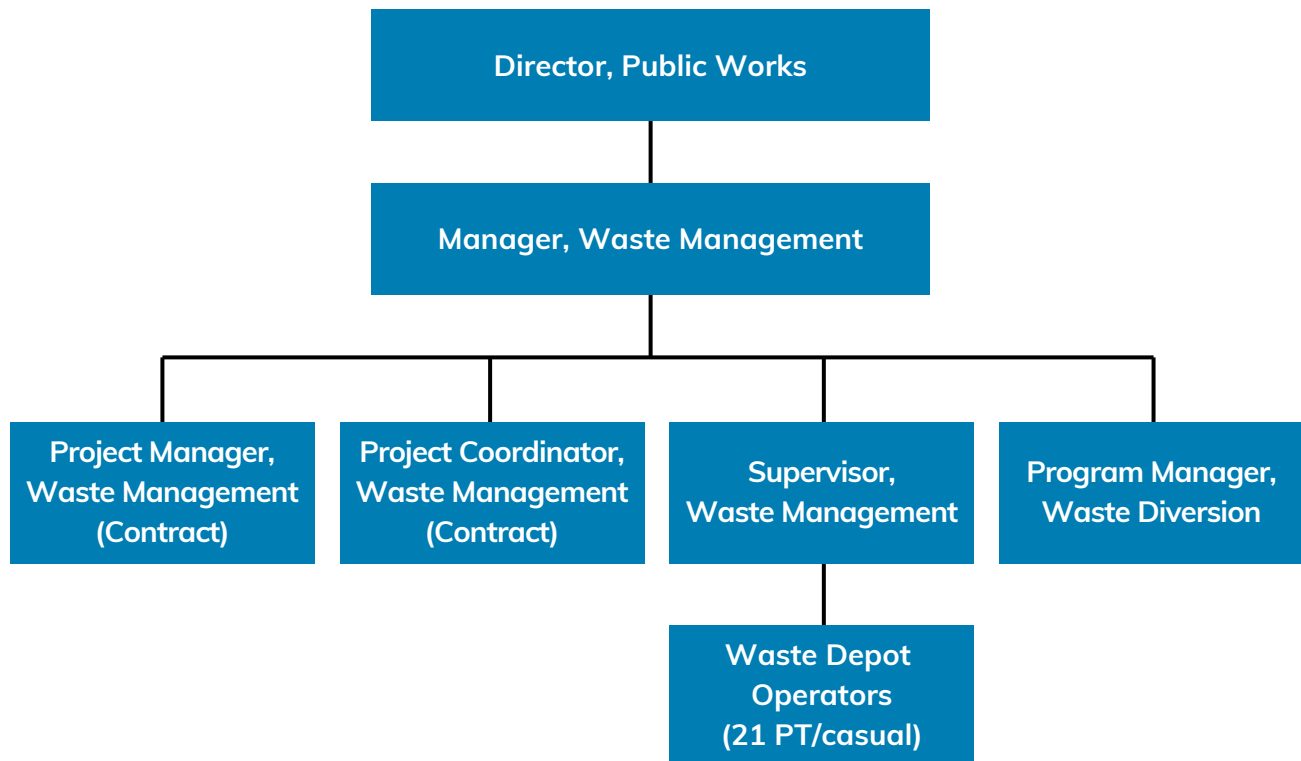 Director, Public Works
Manager, Waste Management
Project Manager,
Waste Management
(Contract)
Project Coordinator,
Waste Management
(Contract)
Supervisor,
Waste Management
Program Manager,
Waste Diversion
Waste Depot
Operators
(21 PT/casual)